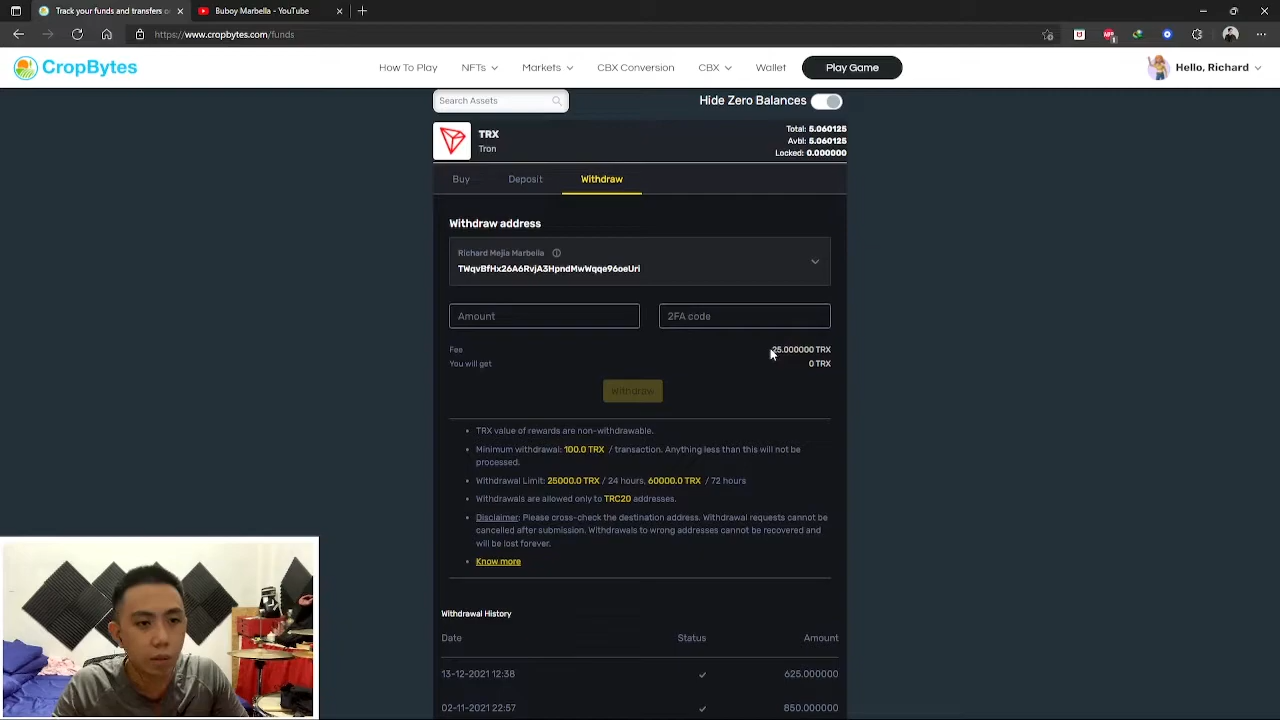 Track your funds and transfers o
Buboy Marbella - YouTube
https://www.cropbytes.com/funds
CropBytes
How To Play
NFTs
Markets
CBX Conversion
CBX
Wallet
Play Game
Hello, Richard
Search Assets
Hide Zero Balances
TRX
Tron
Total: 5.060125
Avbl: 5.060125
Locked: 0.000000
Buy
Deposit
Withdraw
Withdraw address
Richard Mejia Marbella
TWqvBfHx26A6RvjA3HpndMwWqqe96oeUri
Amount
2FA code
Fee
25.000000 TRX
You will get
0 TRX
Withdraw
TRX value of rewards are non-withdrawable.
Minimum withdrawal: 100.0 TRX / transaction. Anything less than this will not be
processed.
Withdrawal Limit: 25000.0 TRX / 24 hours, 60000.0 TRX / 72 hours
Withdrawals are allowed only to TRC20 addresses.
Disclaimer: Please cross-check the destination address. Withdrawal requests cannot be
cancelled after submission. Withdrawals to wrong addresses cannot be recovered and
will be lost forever.
Know more
Withdrawal History
Date
Status
Amount
13-12-2021 12:38
625.000000
02-11-2021 22:57
850.000000